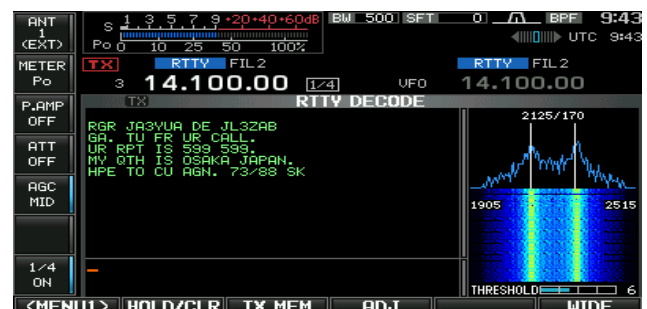 ANT 1 (EXT)
S 1 3 5 7 9 +20 +40 +60dB
BW 500 SFT 0 BPF 9:43
Po 0 10 25 50 100%
UTC 9:43
METER Po
TX RTTY FIL2
RTTY FIL2
3 14.100.00 1/4 VFO 14.100.00
P.AMP OFF
TX RTTY DECODE
RGR JA3YUA DE JL3ZAB
GA. TU FR UR CALL.
UR RPT IS 599 599.
MY QTH IS OSAKA JAPAN.
HPE TO CU AGN. 73/88 SK
2125/170
1905 2515
ATT OFF
AGC MID
1/4 ON
THRESHOLD 6
<MENU1> HOLD/CLR TX MEM ADJ WIDE